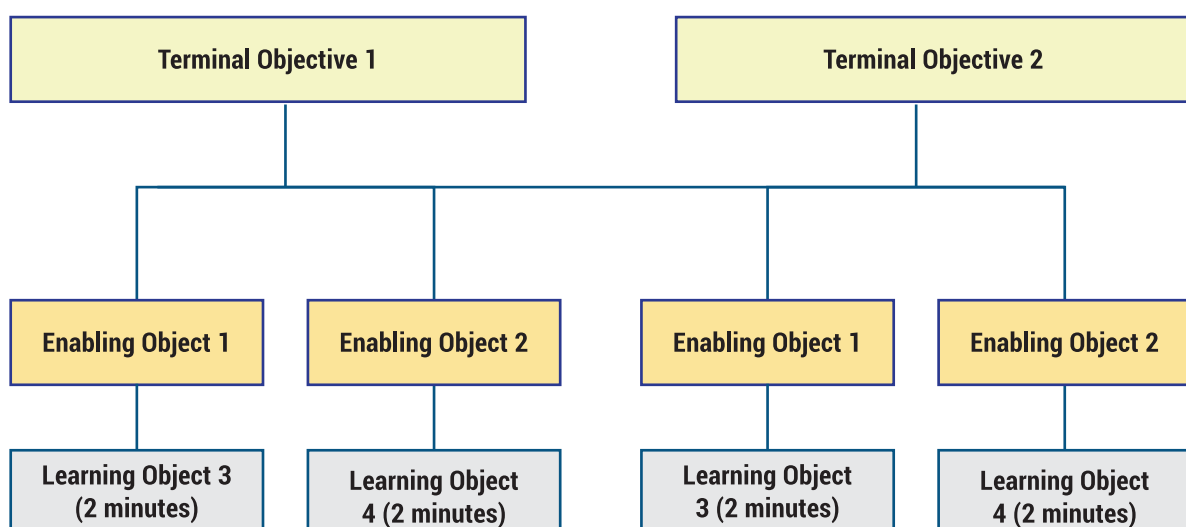 Terminal Objective 1
Terminal Objective 2
Enabling Object 1
Enabling Object 2
Enabling Object 1
Enabling Object 2
Learning Object 3
(2 minutes)
Learning Object
4 (2 minutes)
Learning Object
3 (2 minutes)
Learning Object
4 (2 minutes)